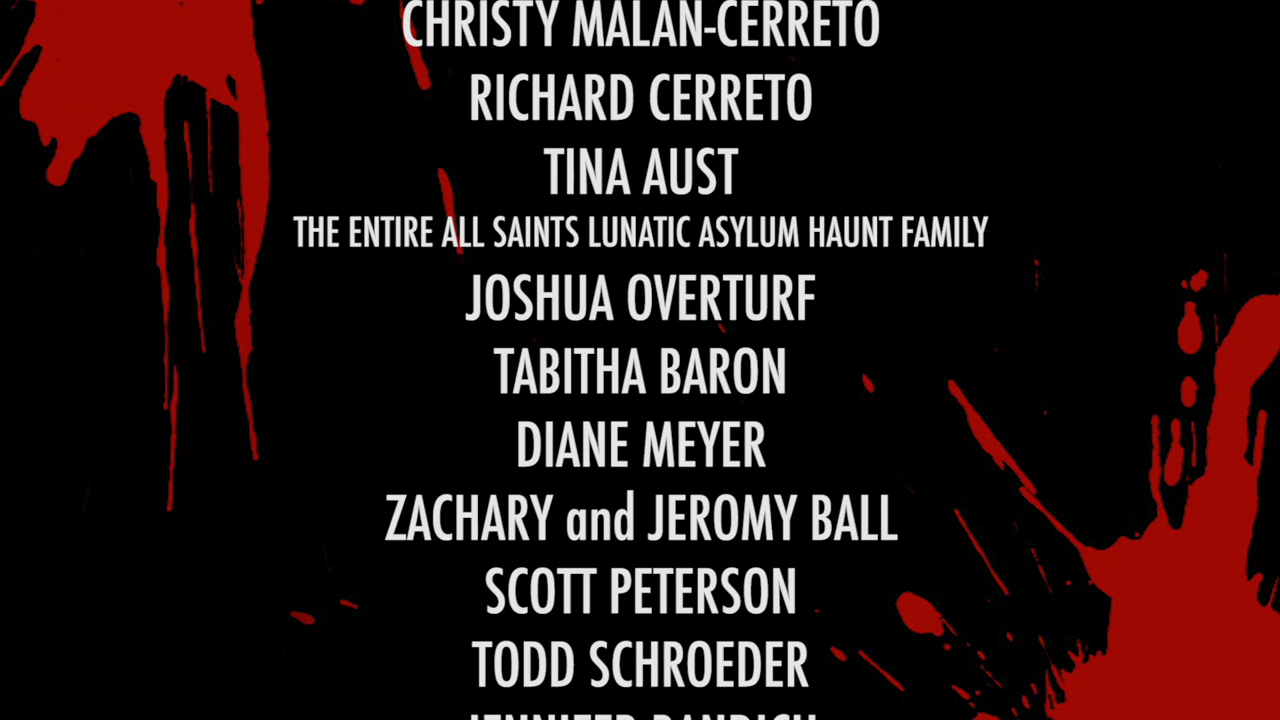 CHRISTY MALAN-CERRETO
RICHARD CERRETO
TINA AUST
THE ENTIRE ALL SAINTS LUNATIC ASYLUM HAUNT FAMILY
JOSHUA OVERTURF
TABITHA BARON
DIANE MEYER
ZACHARY and JEROMY BALL
SCOTT PETERSON
TODD SCHROEDER